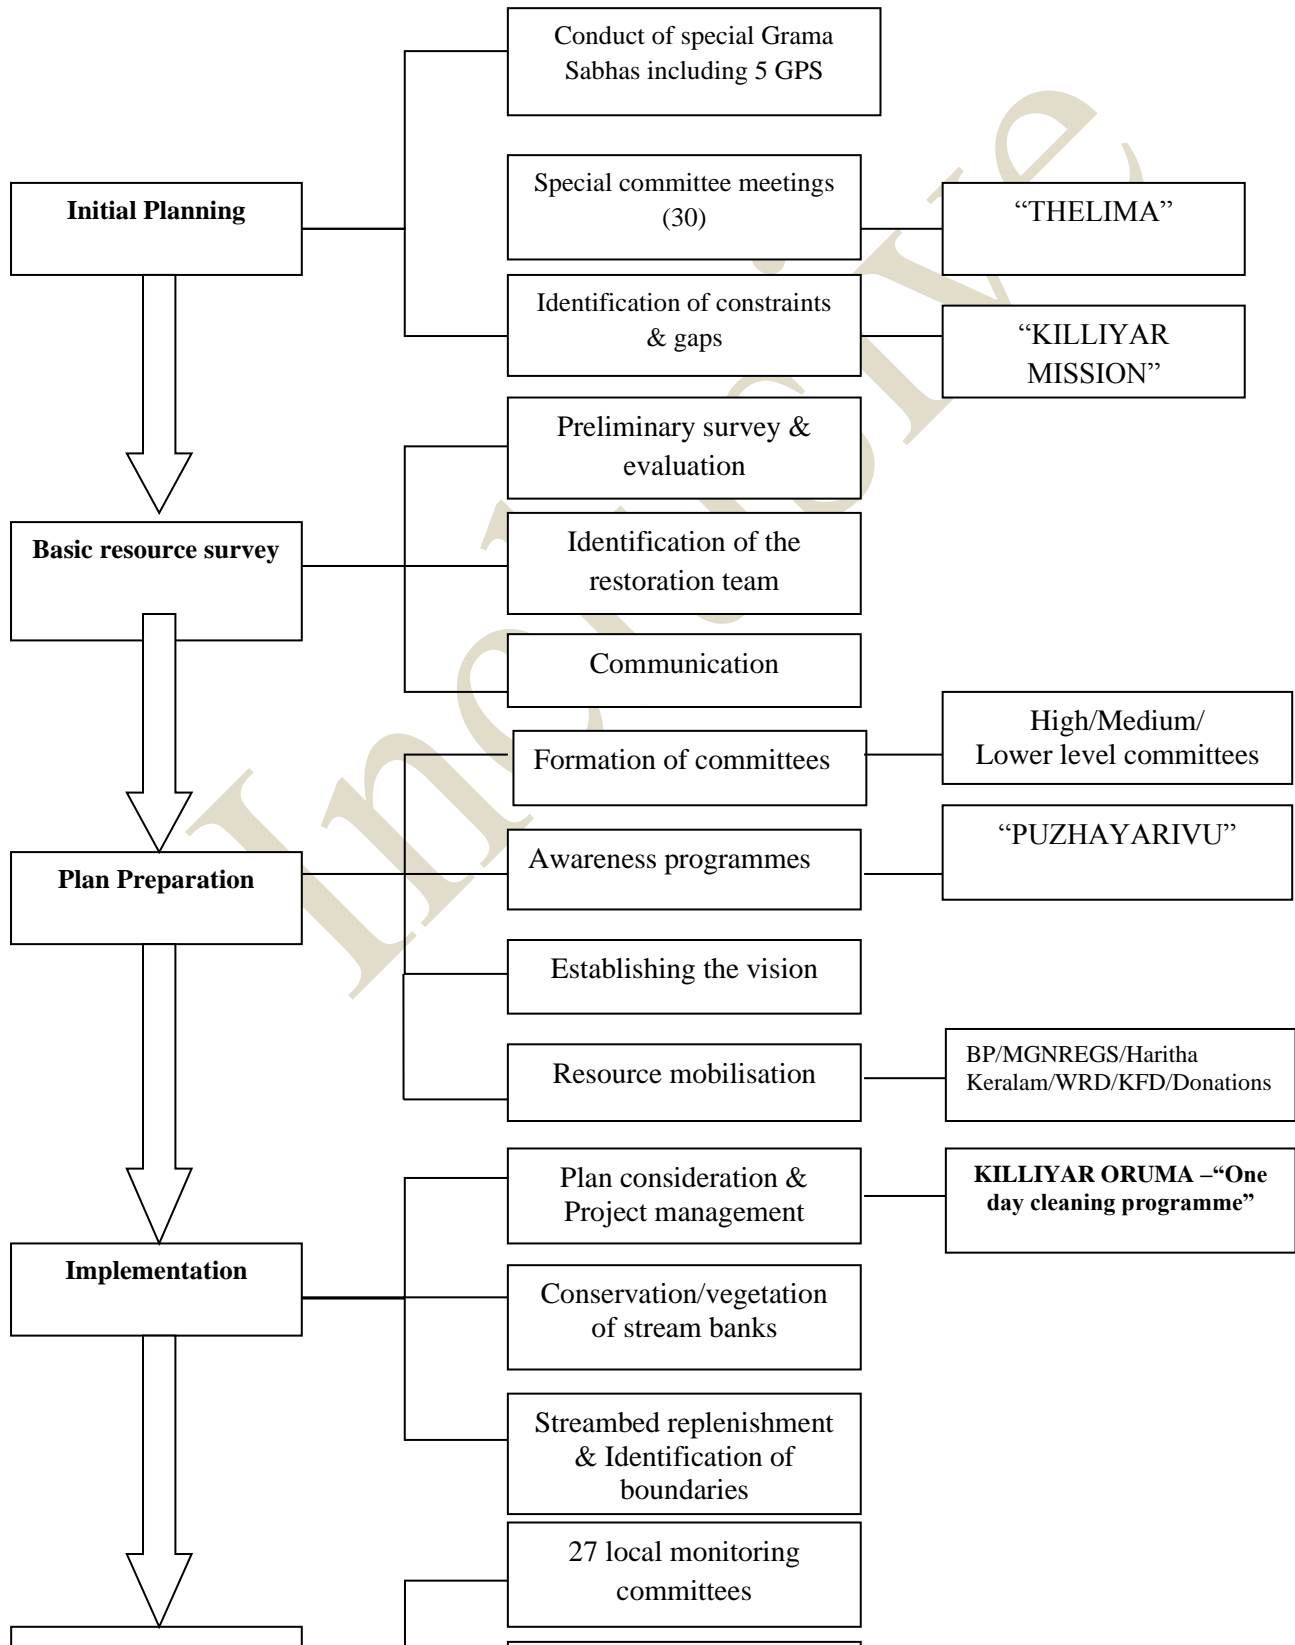 Conduct of special Grama
Sabhas including 5 GPS
Initial Planning
Special committee meetings
(30)
“THELIMA”
Identification of constraints
& gaps
“KILLIYAR
MISSION”
Preliminary survey &
evaluation
Basic resource survey
Identification of the
restoration team
Communication
Formation of committees
High/Medium/
Lower level committees
Plan Preparation
Awareness programmes
“PUZHAYARIVU”
Establishing the vision
Resource mobilisation
BP/MGNREGS/Haritha
Keralam/WRD/KFD/Donations
Plan consideration &
Project management
KILLIYAR ORUMA –“One
day cleaning programme”
Implementation
Conservation/vegetation
of stream banks
Streambed replenishment
& Identification of
boundaries
27 local monitoring
committees
Inclusive